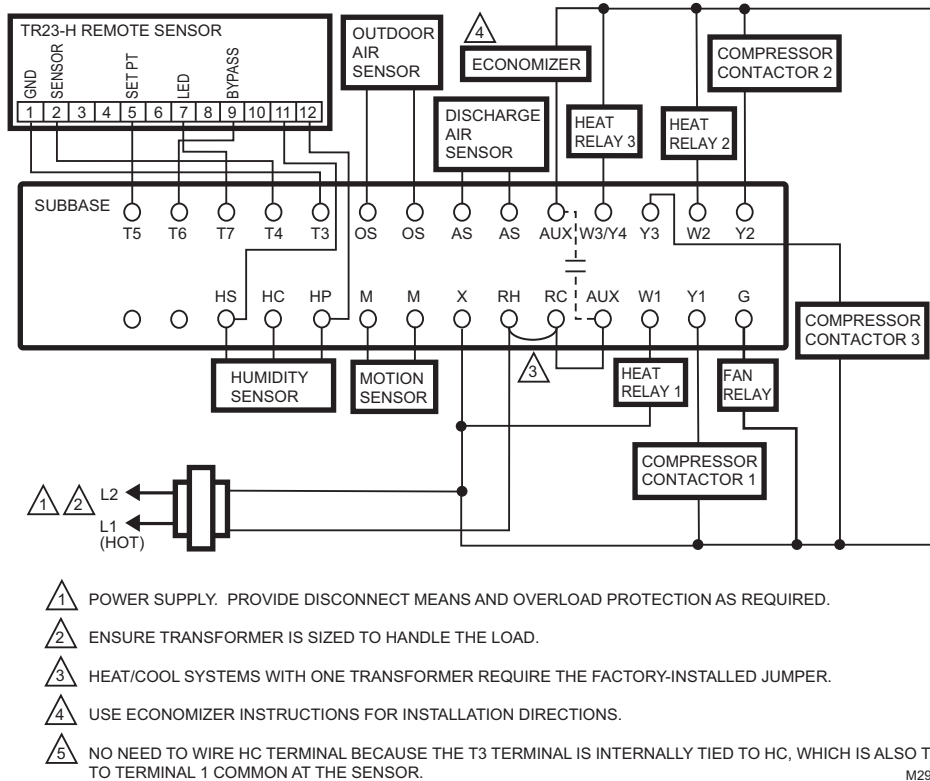 TR23-H REMOTE SENSOR
GND
SENSOR
SET PT
LED
BYPASS
1 2 3 4 5 6 7 8 9 10 11 12
OUTDOOR
AIR
SENSOR
4
ECONOMIZER
DISCHARGE
AIR
SENSOR
HEAT
RELAY 3
HEAT
RELAY 2
COMPRESSOR
CONTACTOR 2
SUBBASE
T5 T6 T7 T4 T3 OS OS AS AS AUX W3/Y4 Y3 W2 Y2
HS HC HP M M X RH RC AUX W1 Y1 G
COMPRESSOR
CONTACTOR 3
HUMIDITY
SENSOR
MOTION
SENSOR
3
HEAT
RELAY 1
FAN
RELAY
COMPRESSOR
CONTACTOR 1
1 2 L2
L1
(HOT)
1 POWER SUPPLY. PROVIDE DISCONNECT MEANS AND OVERLOAD PROTECTION AS REQUIRED.
2 ENSURE TRANSFORMER IS SIZED TO HANDLE THE LOAD.
3 HEAT/COOL SYSTEMS WITH ONE TRANSFORMER REQUIRE THE FACTORY-INSTALLED JUMPER.
4 USE ECONOMIZER INSTRUCTIONS FOR INSTALLATION DIRECTIONS.
5 NO NEED TO WIRE HC TERMINAL BECAUSE THE T3 TERMINAL IS INTERNALLY TIED TO HC, WHICH IS ALSO
TO TERMINAL 1 COMMON AT THE SENSOR.
M29